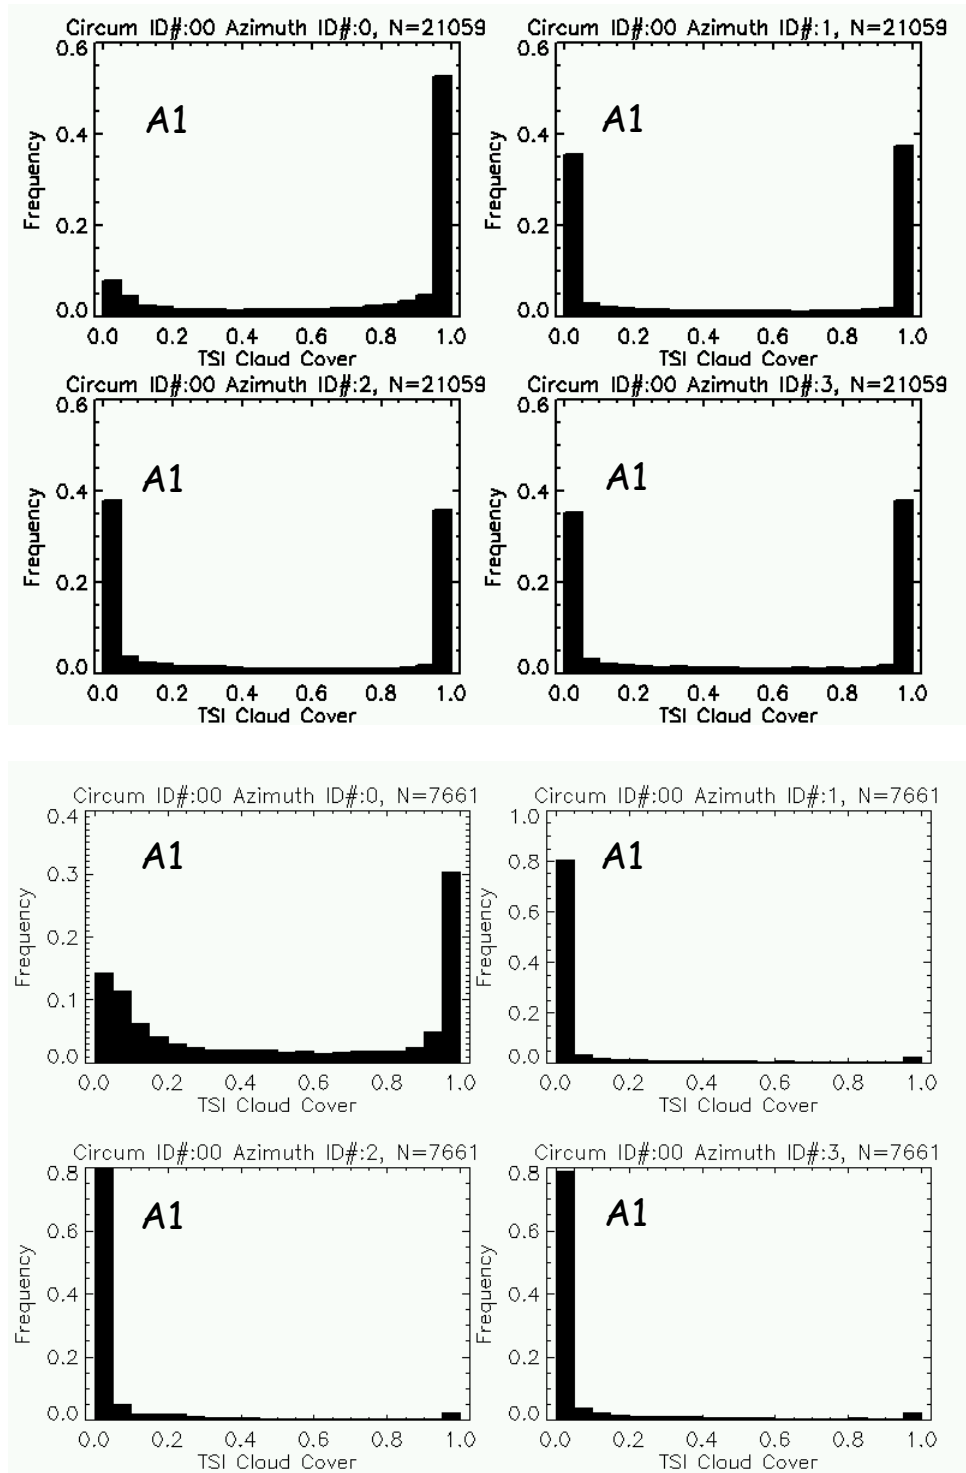 Circum ID#:00 Azimuth ID#:0, N=21059
0.6
0.4
0.2
0.0
Frequency
A1
0.0 0.2 0.4 0.6 0.8 1.0
TSI Cloud Cover
Circum ID#:00 Azimuth ID#:1, N=21059
0.6
0.4
0.2
0.0
Frequency
A1
0.0 0.2 0.4 0.6 0.8 1.0
TSI Cloud Cover
Circum ID#:00 Azimuth ID#:2, N=21059
0.6
0.4
0.2
0.0
Frequency
A1
0.0 0.2 0.4 0.6 0.8 1.0
TSI Cloud Cover
Circum ID#:00 Azimuth ID#:3, N=21059
0.6
0.4
0.2
0.0
Frequency
A1
0.0 0.2 0.4 0.6 0.8 1.0
TSI Cloud Cover
Circum ID#:00 Azimuth ID#:0, N=7661
0.4
0.3
0.2
0.1
0.0
Frequency
A1
0.0 0.2 0.4 0.6 0.8 1.0
TSI Cloud Cover
Circum ID#:00 Azimuth ID#:1, N=7661
1.0
0.8
0.6
0.4
0.2
0.0
Frequency
A1
0.0 0.2 0.4 0.6 0.8 1.0
TSI Cloud Cover
Circum ID#:00 Azimuth ID#:2, N=7661
0.8
0.6
0.4
0.2
0.0
Frequency
A1
0.0 0.2 0.4 0.6 0.8 1.0
TSI Cloud Cover
Circum ID#:00 Azimuth ID#:3, N=7661
0.8
0.6
0.4
0.2
0.0
Frequency
A1
0.0 0.2 0.4 0.6 0.8 1.0
TSI Cloud Cover